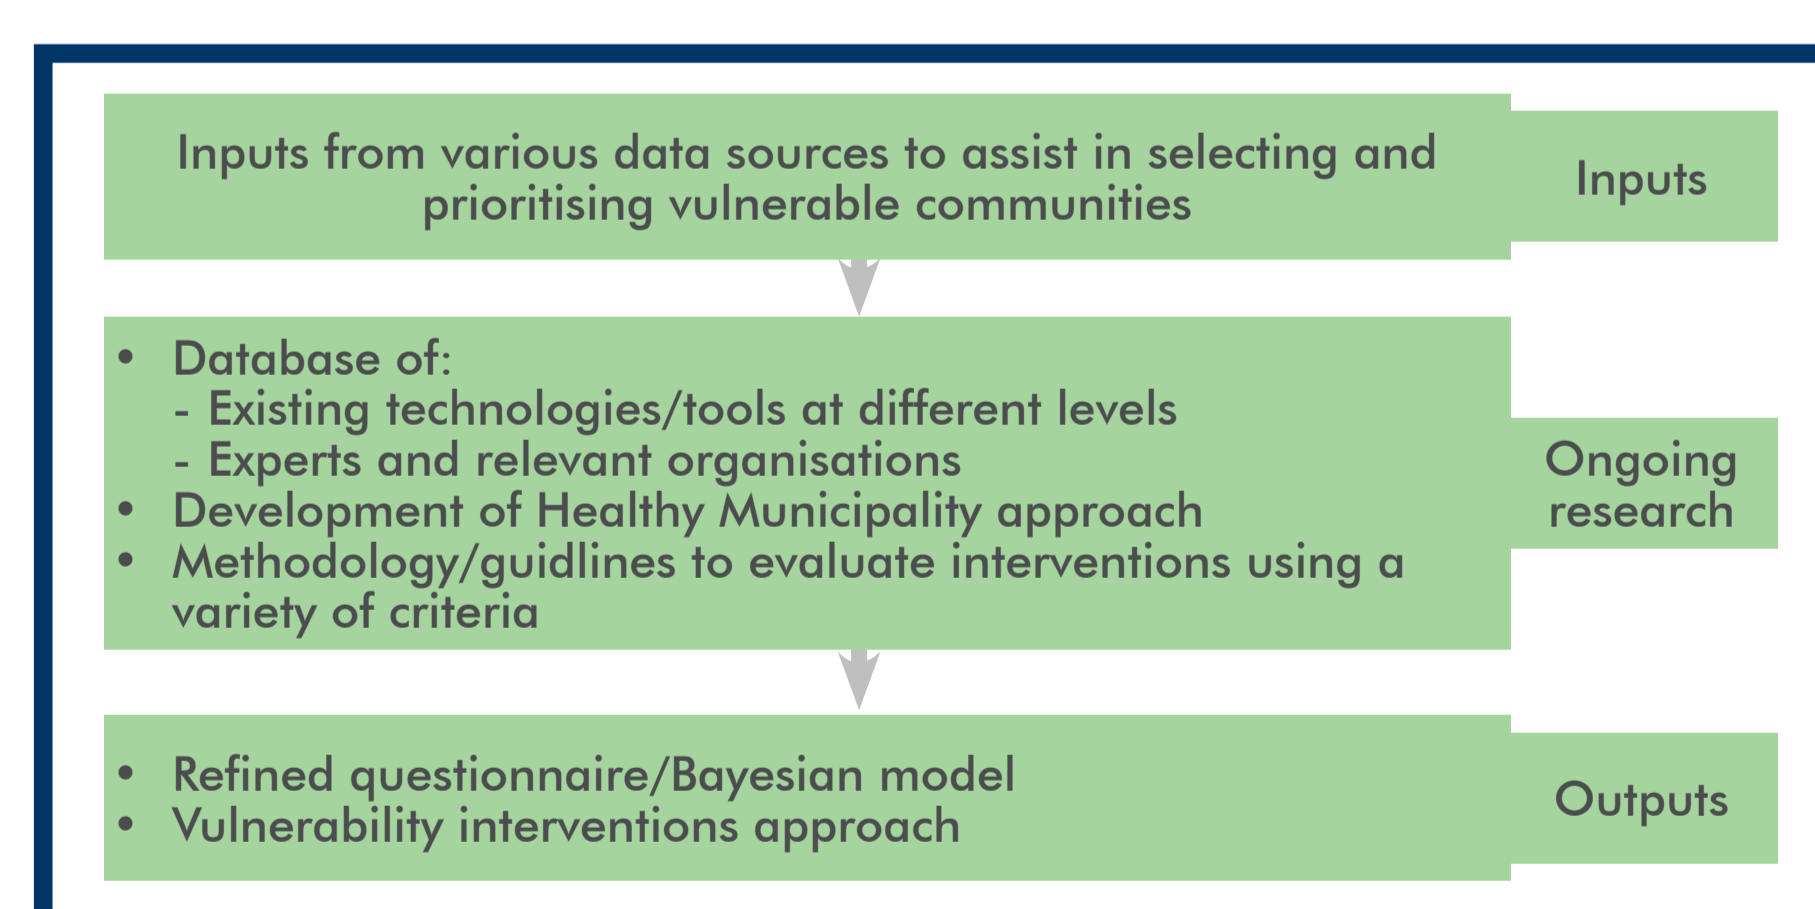 Inputs from various data sources to assist in selecting and
prioritising vulnerable communities
Inputs
• Database of:
- Existing technologies/tools at different levels
- Experts and relevant organisations
• Development of Healthy Municipality approach
• Methodology/guidlines to evaluate interventions using a
variety of criteria
Ongoing
research
• Refined questionnaire/Bayesian model
• Vulnerability interventions approach
Outputs